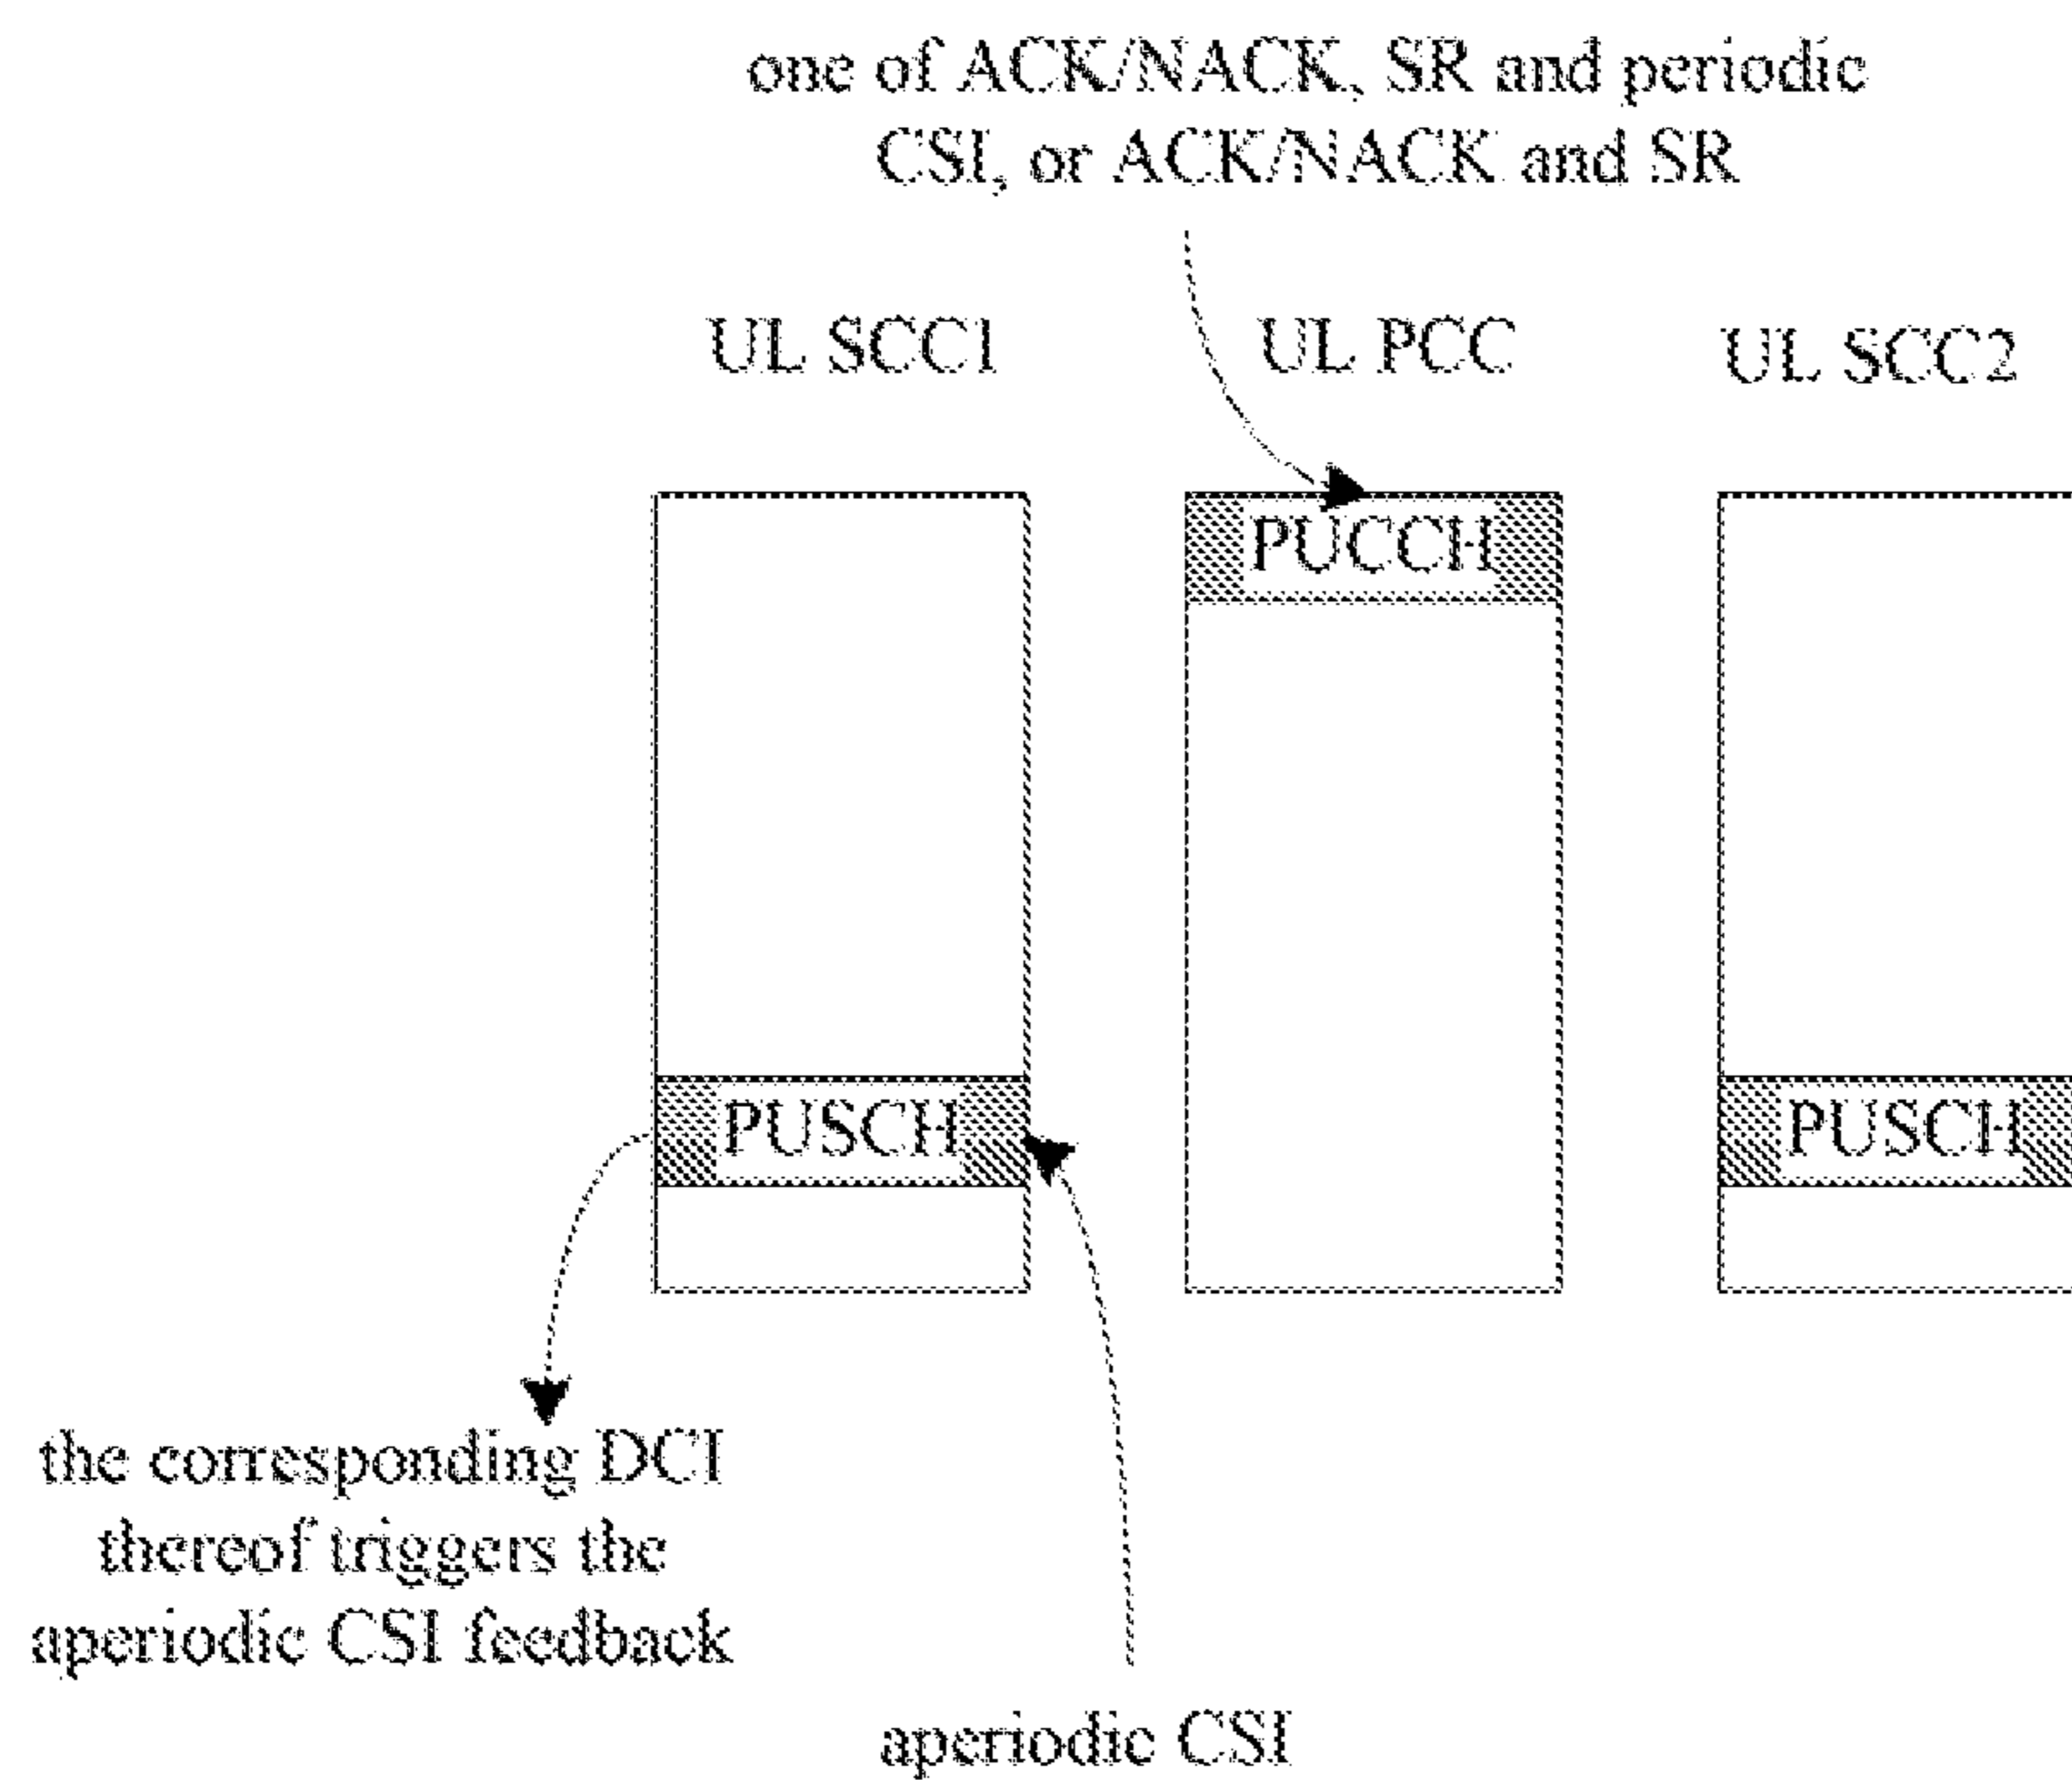 one of ACK/NACK, SR and periodic
CSI, or ACK/NACK and SR
UL SCC1
UL PCC
UL SCC2
PUCCH
PUSCH
PUSCH
the corresponding DCI
thereof triggers the
aperiodic CSI feedback
aperiodic CSI